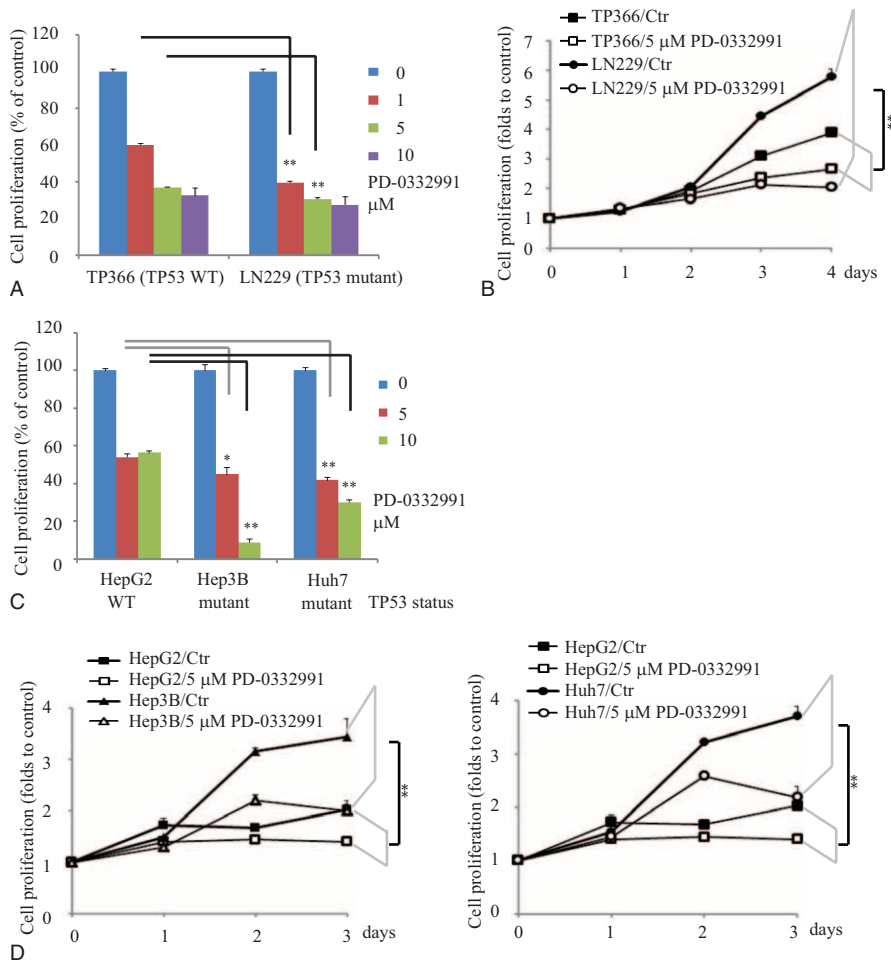 Cell proliferation (% of control)
120
100
80
60
40
20
0
** **
TP366 (TP53 WT) LN229 (TP53 mutant)
0
1
5
10
PD-0332991
μM
A
TP366/Ctr
TP366/5 μM PD-0332991
LN229/Ctr
LN229/5 μM PD-0332991
Cell proliferation (folds to control)
7
6
5
4
3
2
1
0
**
0 1 2 3 4 days
B
Cell proliferation (% of control)
120
100
80
60
40
20
0
* ** ** **
0
5
10
PD-0332991
μM
HepG2 Hep3B Huh7
WT mutant mutant TP53 status
C
HepG2/Ctr
HepG2/5 μM PD-0332991
Hep3B/Ctr
Hep3B/5 μM PD-0332991
Cell proliferation (folds to control)
4
3
2
1
0
**
0 1 2 3 days
HepG2/Ctr
HepG2/5 μM PD-0332991
Huh7/Ctr
Huh7/5 μM PD-0332991
Cell proliferation (folds to control)
4
3
2
1
0
**
0 1 2 3 days
D